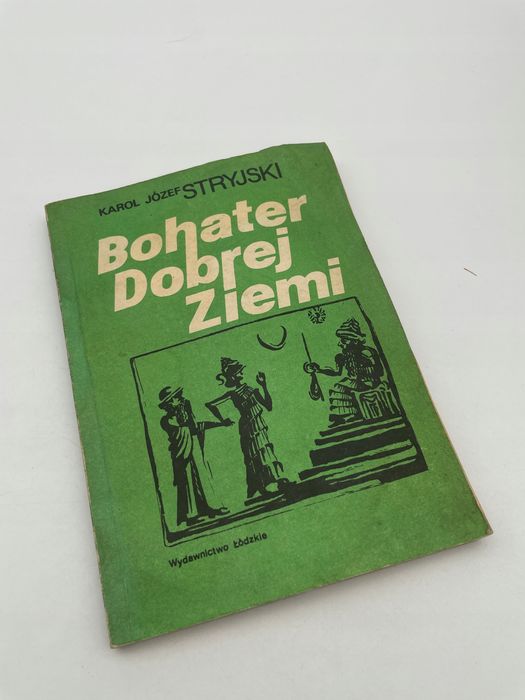 KAROL JÓZEF STRYJSKI
Bohater
Dobrej
Ziemi
Wydawnictwo Łódzkie